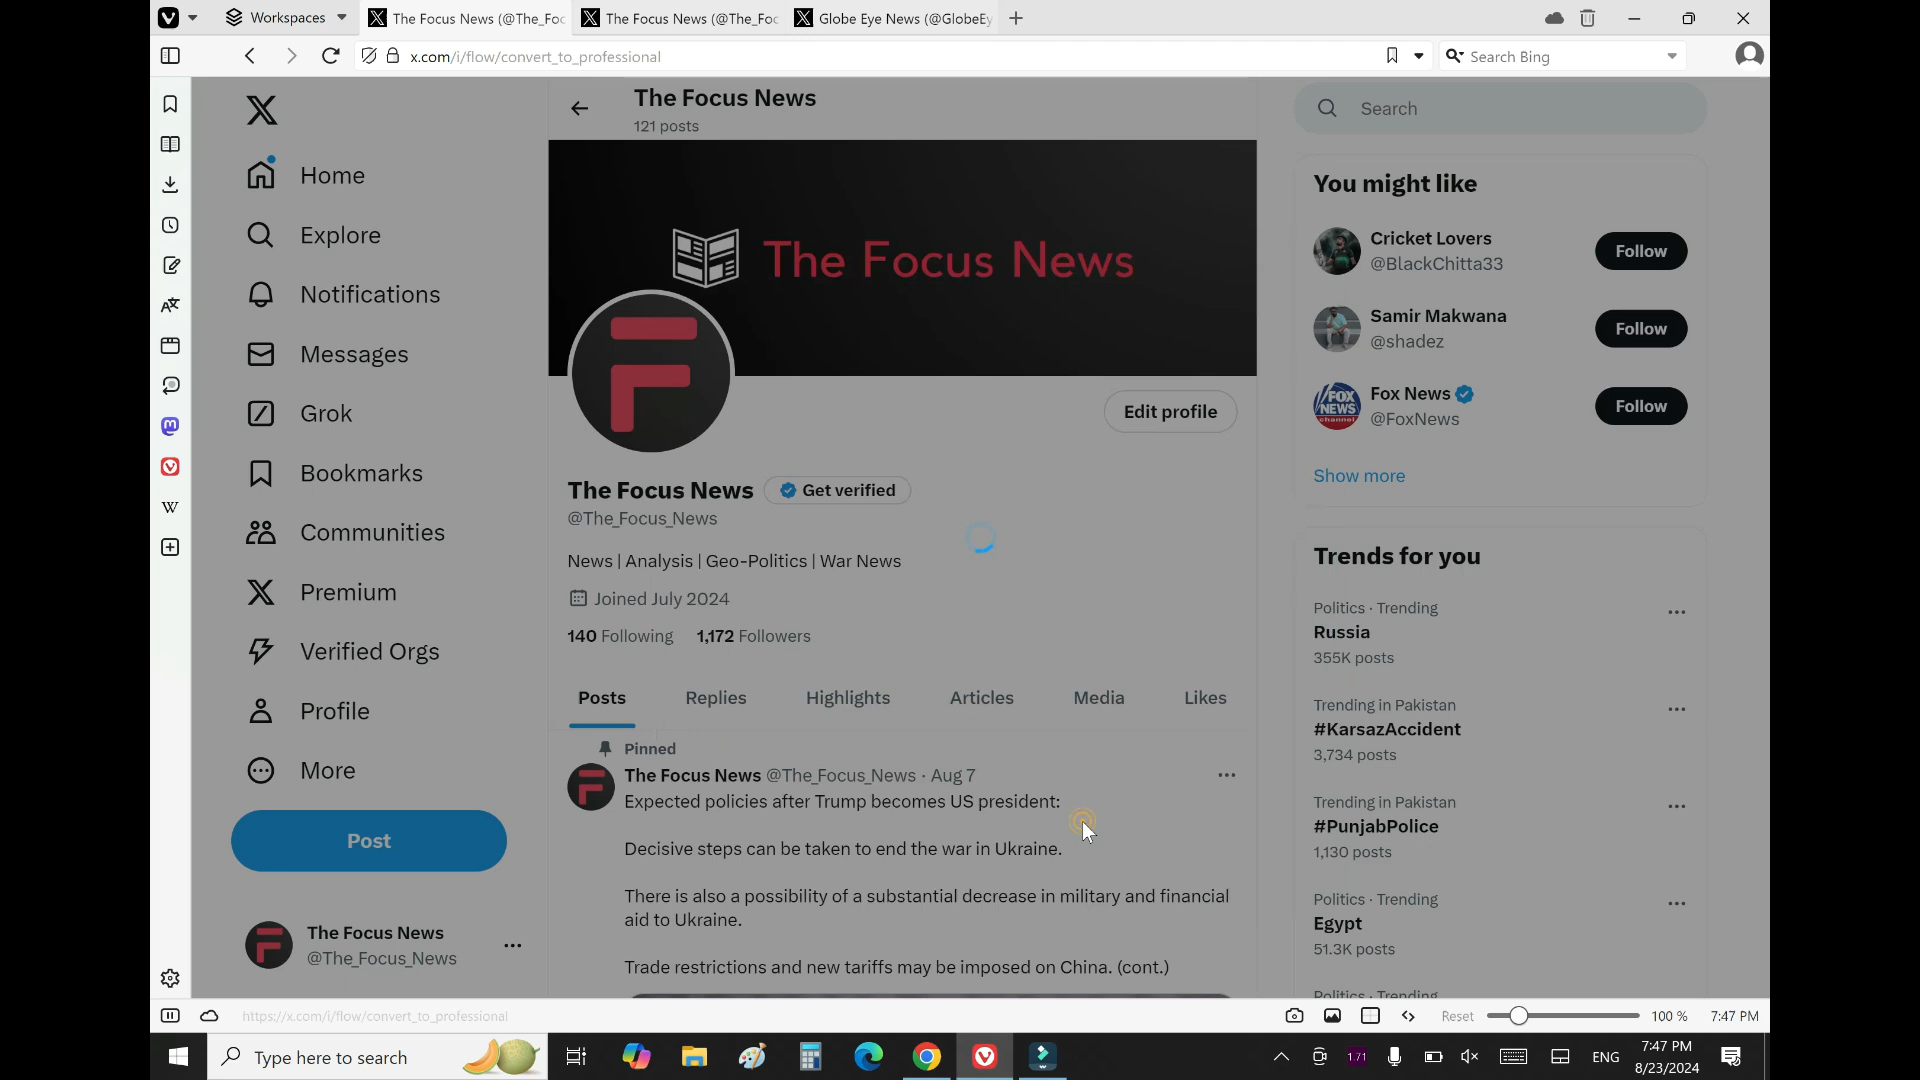 Workspaces
The Focus News (@The_Foc
The Focus News (@The_Foc
Globe Eye News (@GlobeEy
x.com/i/flow/convert_to_professional
Search Bing
The Focus News
121 posts
Search
Home
Explore
Notifications
Messages
Grok
Bookmarks
Communities
Premium
Verified Orgs
Profile
More
Post
The Focus News
@The_Focus_News
The Focus News
F
Edit profile
The Focus News
Get verified
@The_Focus_News
News | Analysis | Geo-Politics | War News
Joined July 2024
140 Following 1,172 Followers
Posts Replies Highlights Articles Media Likes
Pinned
The Focus News @The_Focus_News · Aug 7
Expected policies after Trump becomes US president:
Decisive steps can be taken to end the war in Ukraine.
There is also a possibility of a substantial decrease in military and financial
aid to Ukraine.
Trade restrictions and new tariffs may be imposed on China. (cont.)
You might like
Cricket Lovers
@BlackChitta33
Follow
Samir Makwana
@shadez
Follow
FOX NEWS channel
Fox News
@FoxNews
Follow
Show more
Trends for you
Politics · Trending
Russia
355K posts
Trending in Pakistan
#KarsazAccident
3,734 posts
Trending in Pakistan
#PunjabPolice
1,130 posts
Politics · Trending
Egypt
51.3K posts
Politics · Trending
https://x.com/i/flow/convert_to_professional
Reset
100 %
7:47 PM
Type here to search
1.71
ENG
7:47 PM
8/23/2024